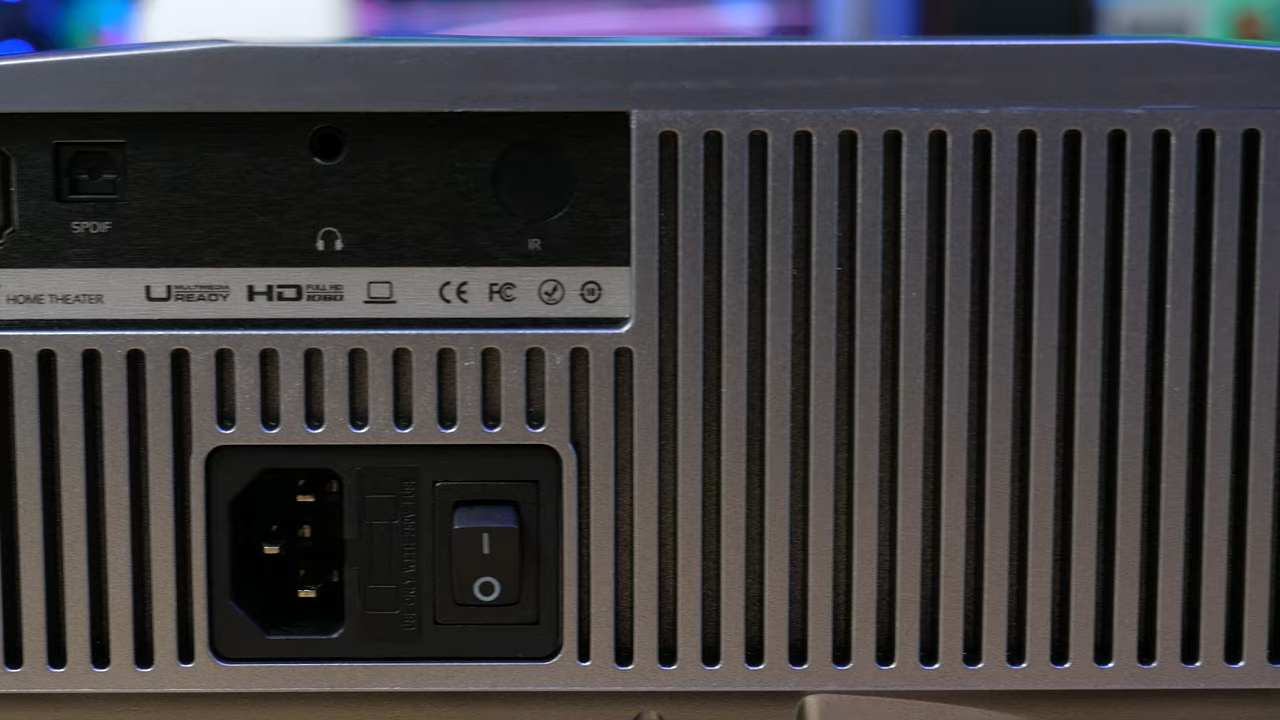 SPDIF
IR
HOME THEATER
U MULTIMEDIA READY
HD FULL HD 1080
CE FC